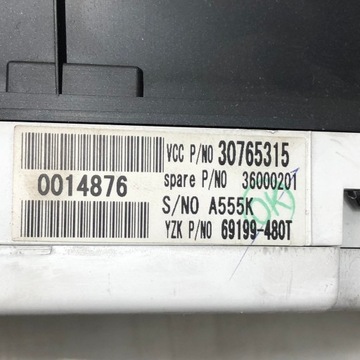 VCC P/NO 30765315
0014876
spare P/NO 36000201
S/NO A555K
OK
YZK P/NO 69199-480T